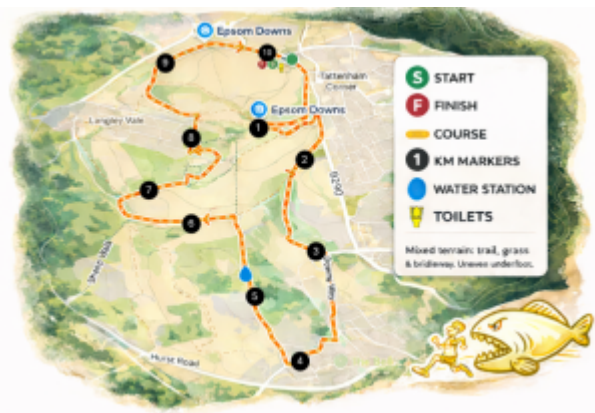 Epsom Downs
10
9
F S
Tattenham
Corner
Epsom Downs
1
Langley Vale
8
2
B290
7
6
3
5
4
Hurst Road
S START
F FINISH
COURSE
1 KM MARKERS
WATER STATION
TOILETS
Mixed terrain: trail, grass
& bridleway. Uneven underfoot.